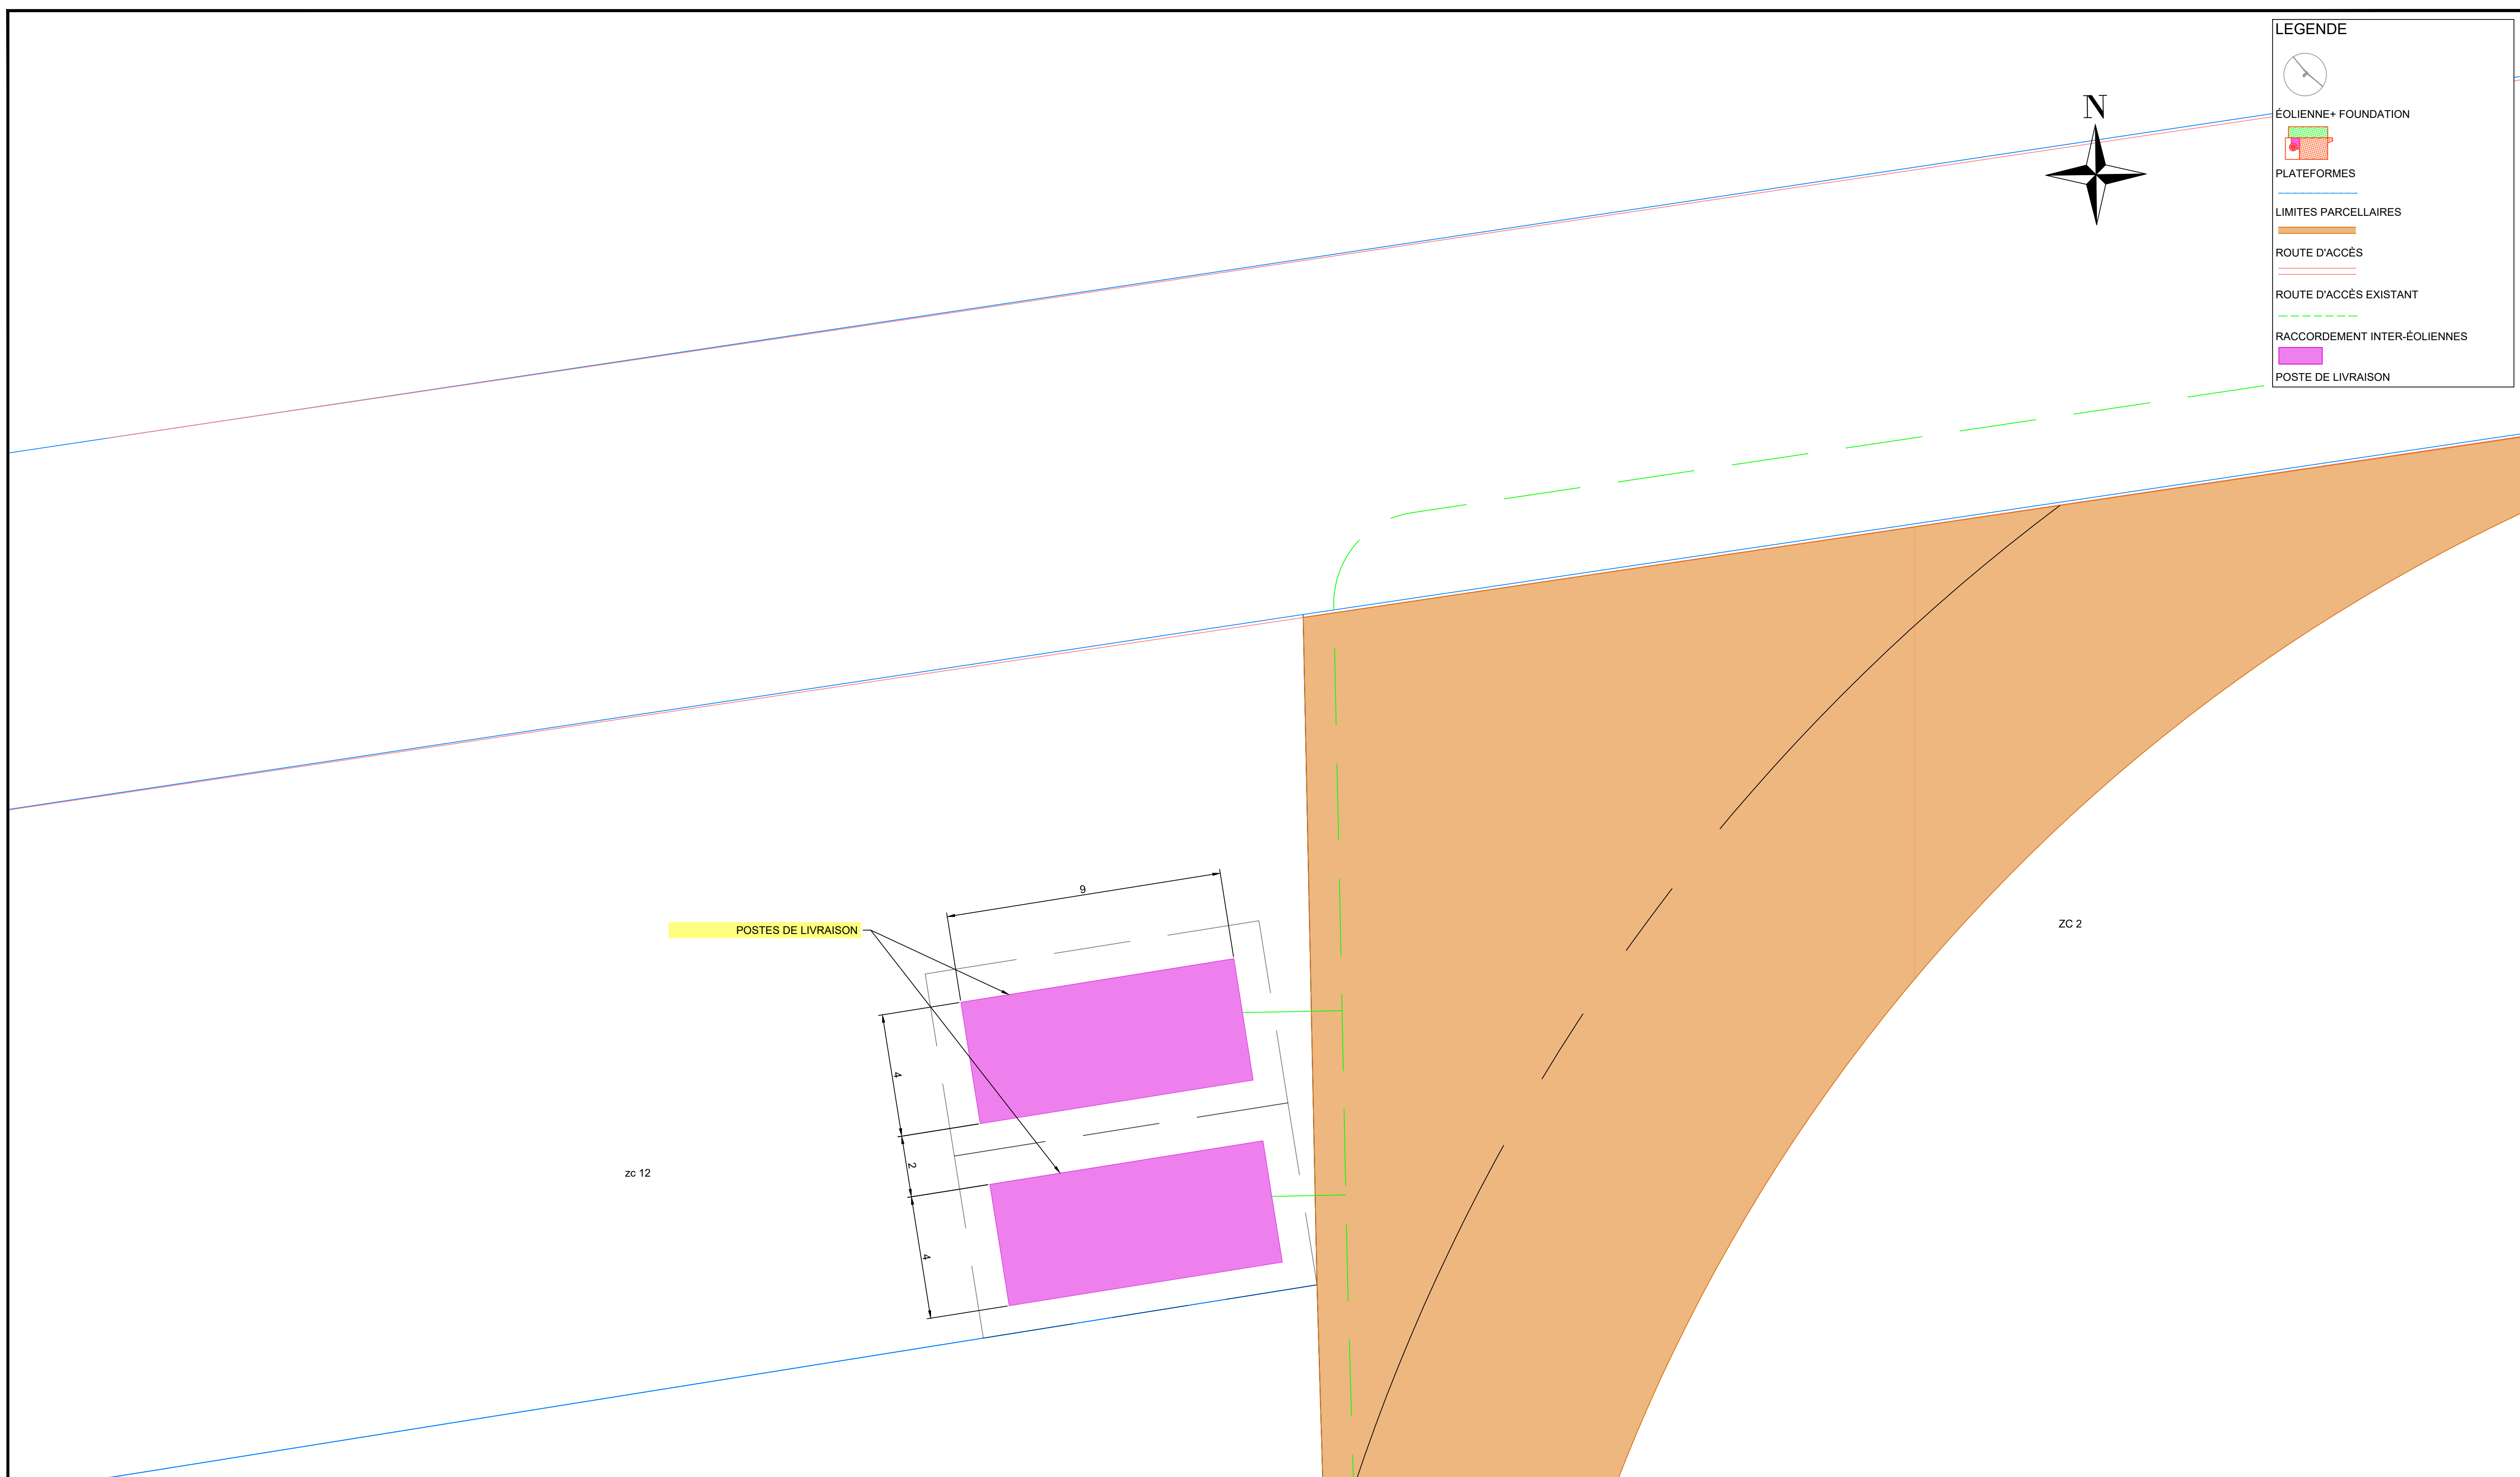 LEGENDE
N
ÉOLIENNE+ FOUNDATION
PLATEFORMES
LIMITES PARCELLAIRES
ROUTE D'ACCÈS
ROUTE D'ACCÈS EXISTANT
RACCORDEMENT INTER-ÉOLIENNES
POSTE DE LIVRAISON
9
POSTES DE LIVRAISON
ZC 2
4
2
zc 12
4